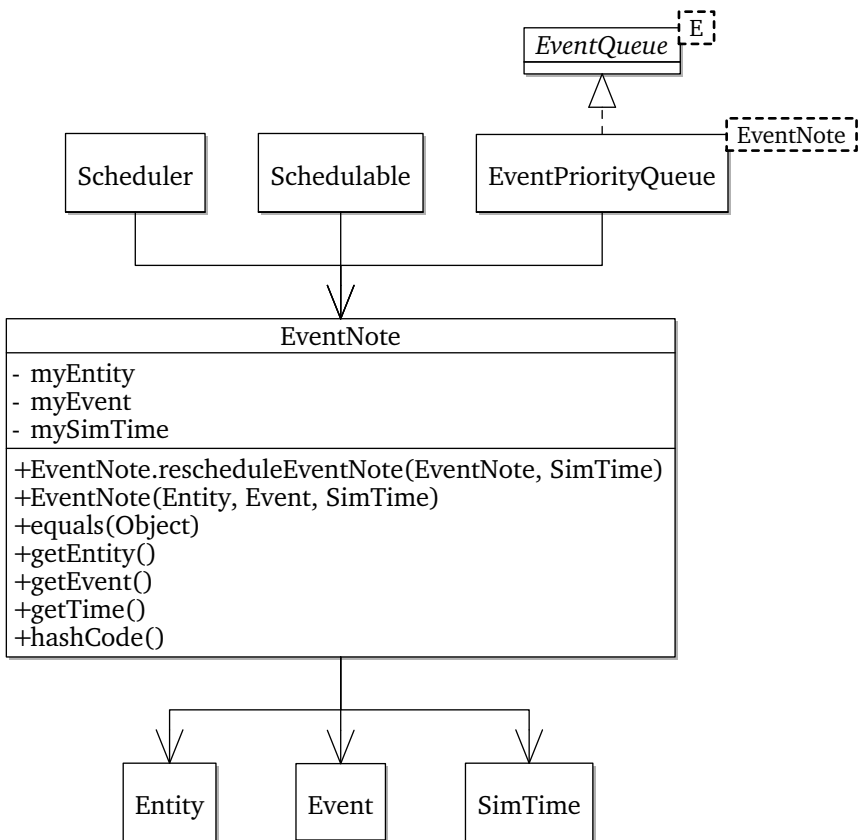 E
EventQueue
EventNote
Scheduler
Schedulable
EventPriorityQueue
EventNote
- myEntity
- myEvent
- mySimTime
+EventNote.rescheduleEventNote(EventNote, SimTime)
+EventNote(Entity, Event, SimTime)
+equals(Object)
+getEntity()
+getEvent()
+getTime()
+hashCode()
Entity
Event
SimTime